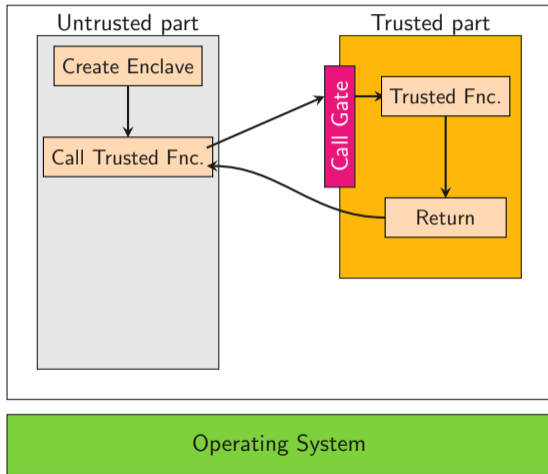 Untrusted part
Trusted part
Create Enclave
Call Trusted Fnc.
Call Gate
Trusted Fnc.
Return
Operating System